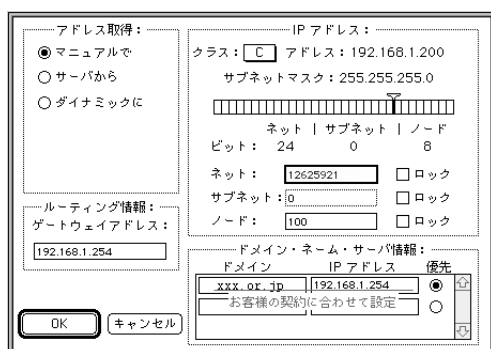 アドレス取得：
マニュアルで
サーバから
ダイナミックに
ルーティング情報：
ゲートウェイアドレス：
192.168.1.254
OK
キャンセル
IP アドレス：
クラス： C アドレス：192.168.1.200
サブネットマスク：255.255.255.0
ネット | サブネット | ノード
ビット： 24 0 8
ネット： 12625921 ロック
サブネット： 0 ロック
ノード： 100 ロック
ドメイン・ネーム・サーバ情報：
ドメイン IP アドレス 優先
xxx.or.jp 192.168.1.254
お客様の契約に合わせて設定